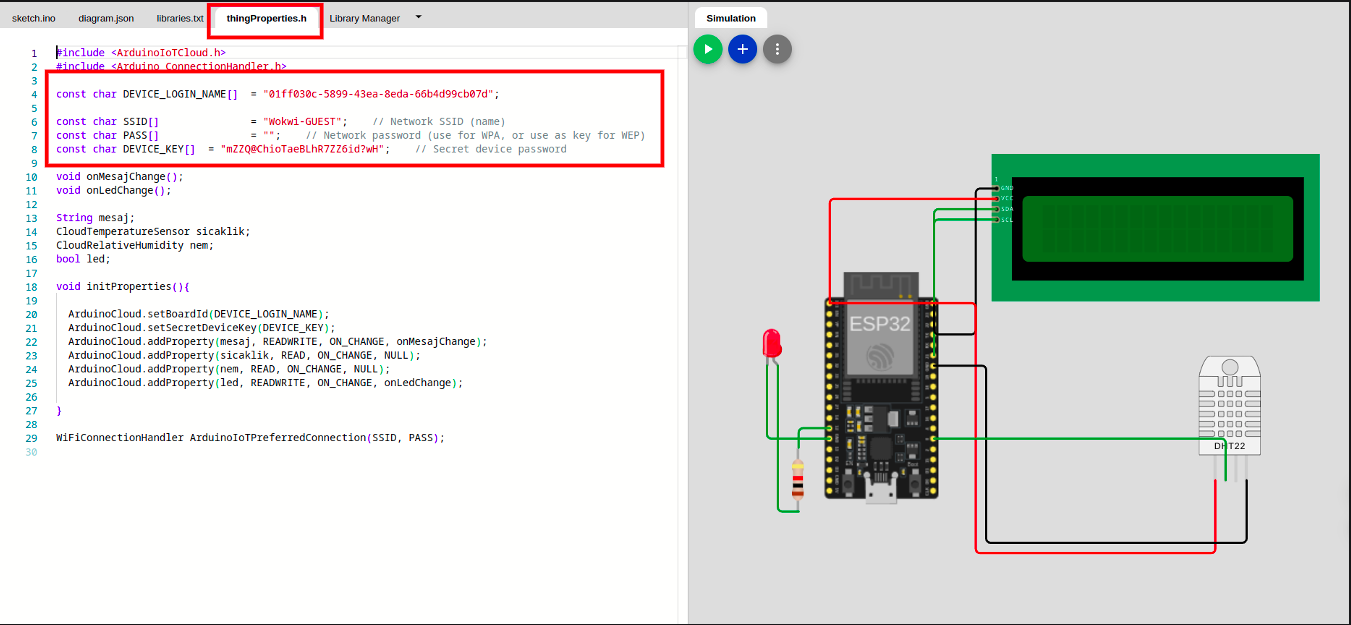 sketch.ino diagram.json libraries.txt thingProperties.h Library Manager
Simulation
1 #include <ArduinoIoTCloud.h>
2 #include <Arduino_ConnectionHandler.h>
3
4 const char DEVICE_LOGIN_NAME[] = "01ff030c-5899-43ea-8eda-66b4d99cb07d";
5
6 const char SSID[] = "Wokwi-GUEST"; // Network SSID (name)
7 const char PASS[] = ""; // Network password (use for WPA, or use as key for WEP)
8 const char DEVICE_KEY[] = "mZZQ@ChioTaeBLhR7ZZ6id?wH"; // Secret device password
9
10 void onMesajChange();
11 void onLedChange();
12
13 String mesaj;
14 CloudTemperatureSensor sicaklik;
15 CloudRelativeHumidity nem;
16 bool led;
17
18 void initProperties(){
19
20 ArduinoCloud.setBoardId(DEVICE_LOGIN_NAME);
21 ArduinoCloud.setSecretDeviceKey(DEVICE_KEY);
22 ArduinoCloud.addProperty(mesaj, READWRITE, ON_CHANGE, onMesajChange);
23 ArduinoCloud.addProperty(sicaklik, READ, ON_CHANGE, NULL);
24 ArduinoCloud.addProperty(nem, READ, ON_CHANGE, NULL);
25 ArduinoCloud.addProperty(led, READWRITE, ON_CHANGE, onLedChange);
26
27 }
28
29 WiFiConnectionHandler ArduinoIoTPreferredConnection(SSID, PASS);
30
1
GND
VCC
SDA
SCL
ESP32
EN
Boot
DHT22